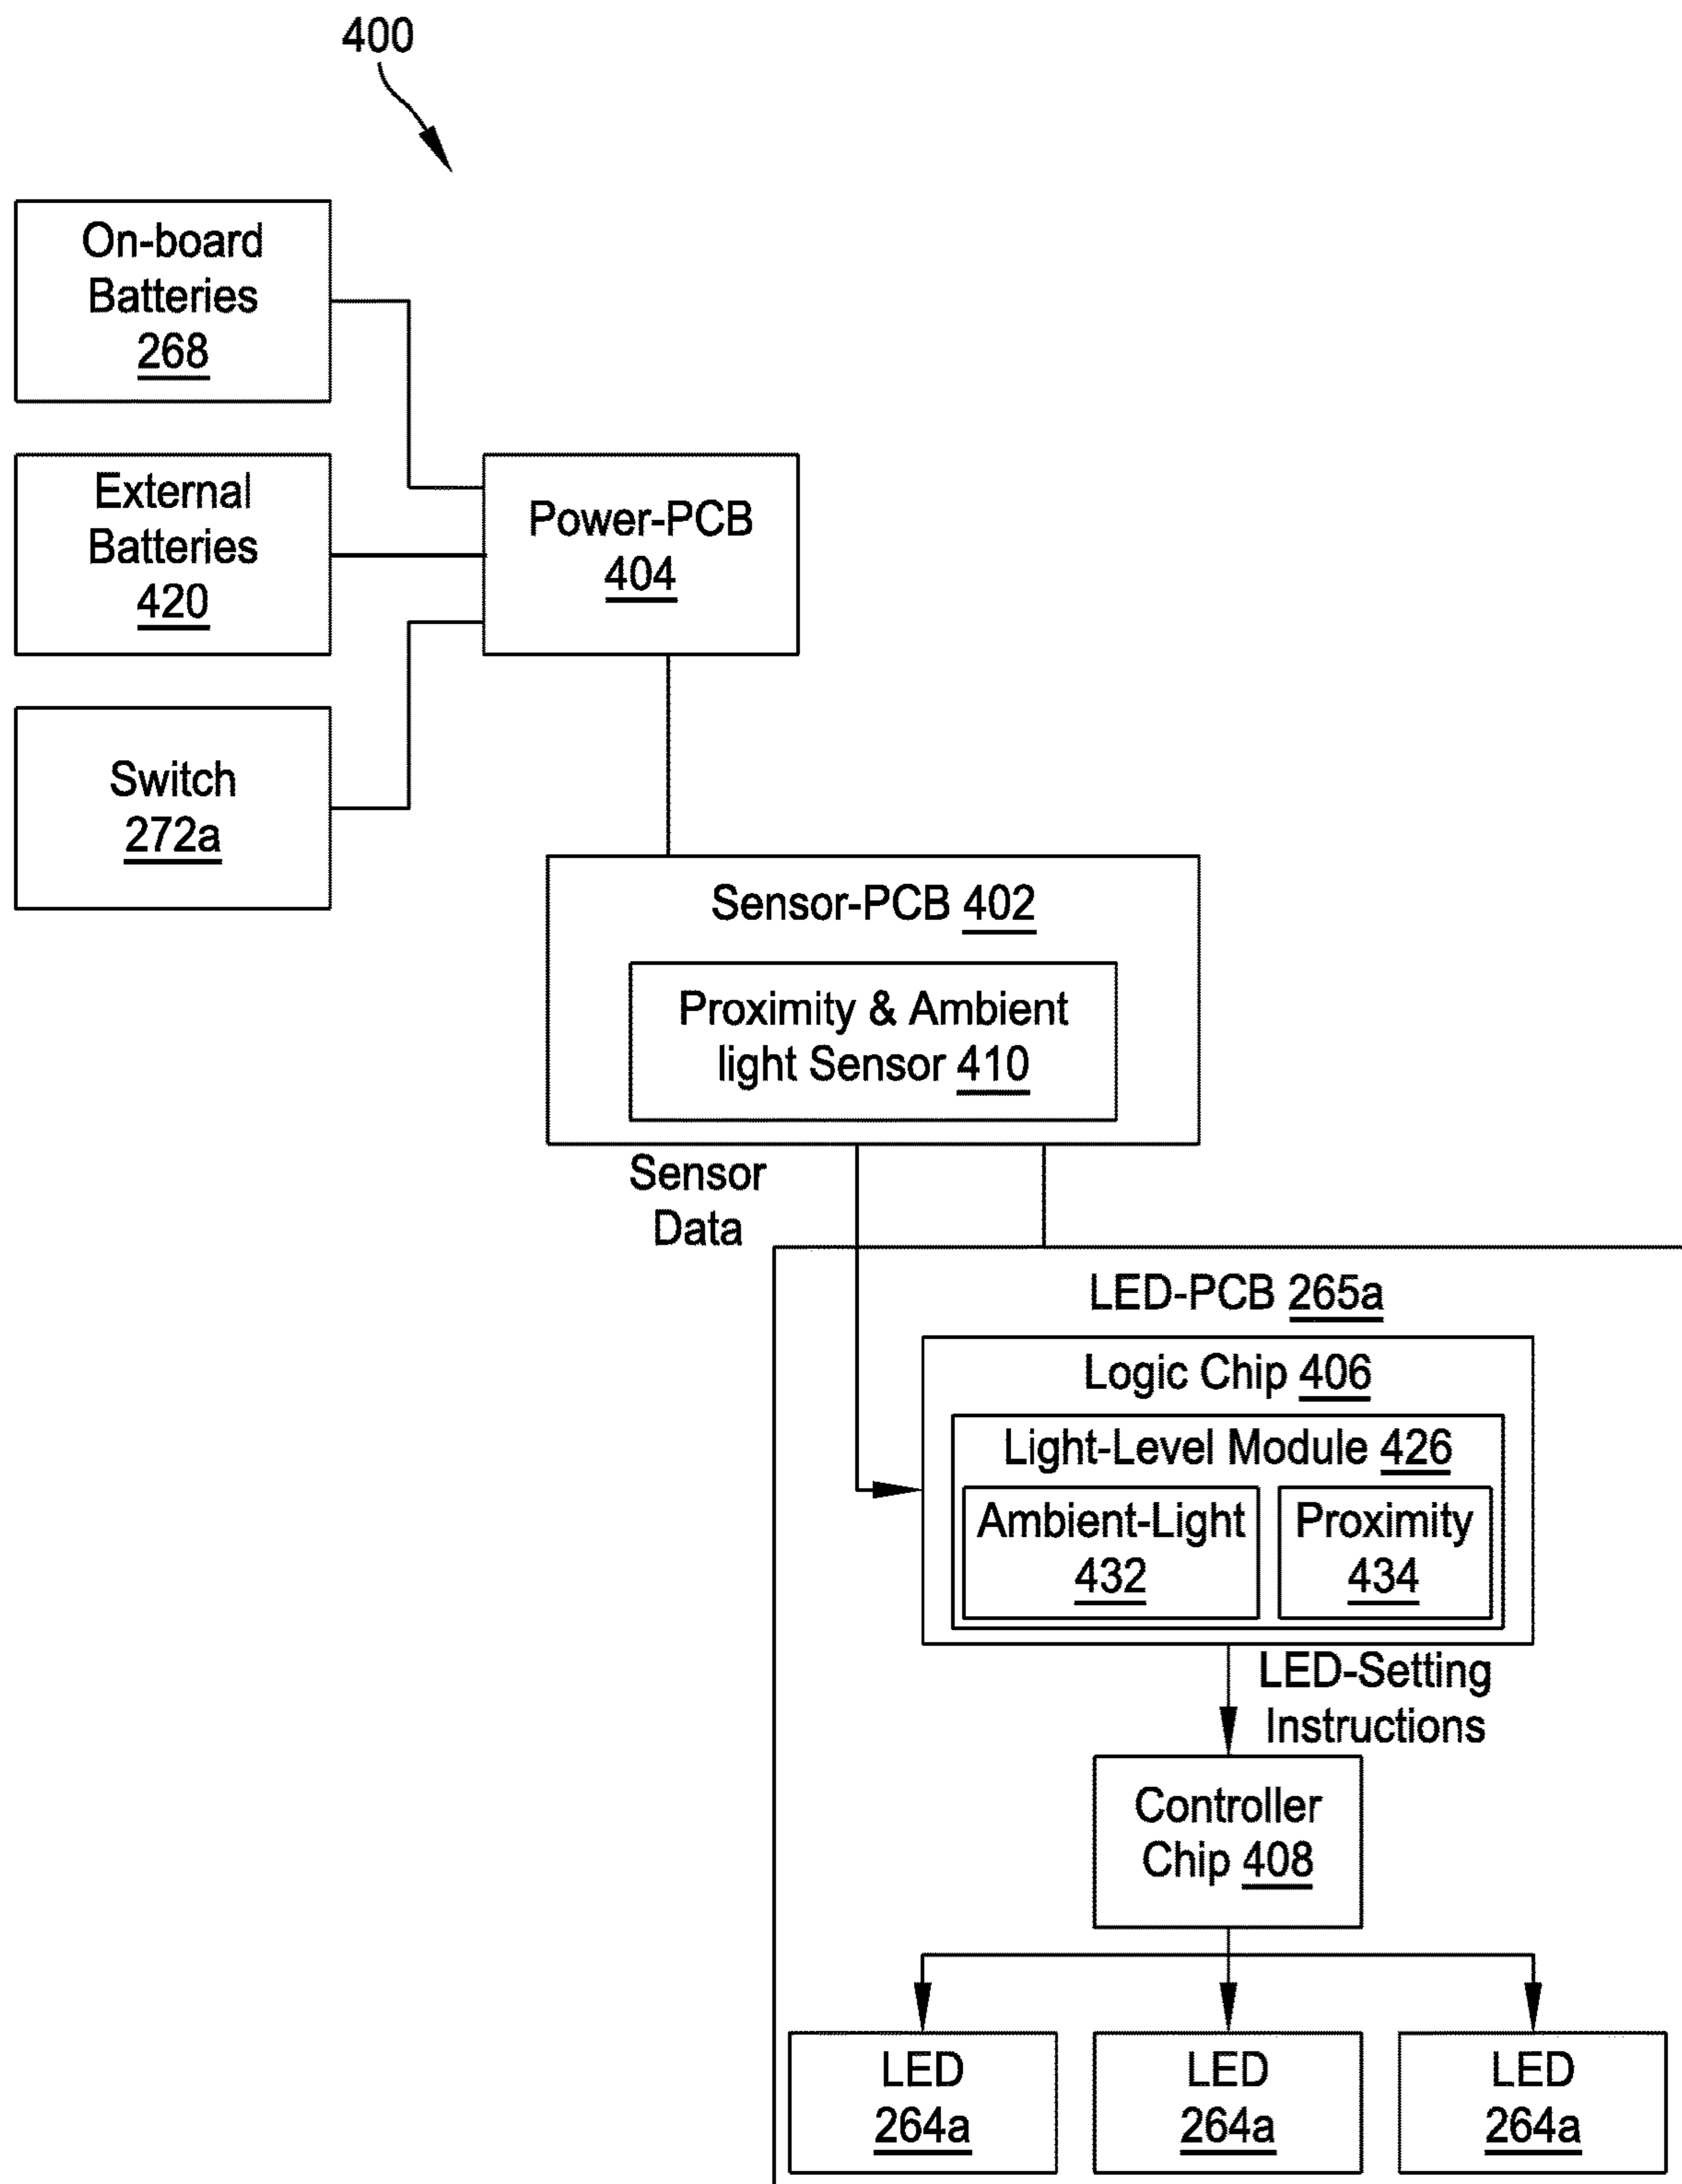 400
On-board
Batteries
268
External
Batteries
420
Power-PCB
404
Switch
272a
Sensor-PCB 402
Proximity & Ambient
light Sensor 410
Sensor
Data
LED-PCB 265a
Logic Chip 406
Light-Level Module 426
Ambient-Light
432
Proximity
434
LED-Setting
Instructions
Controller
Chip 408
LED
264a
LED
264a
LED
264a